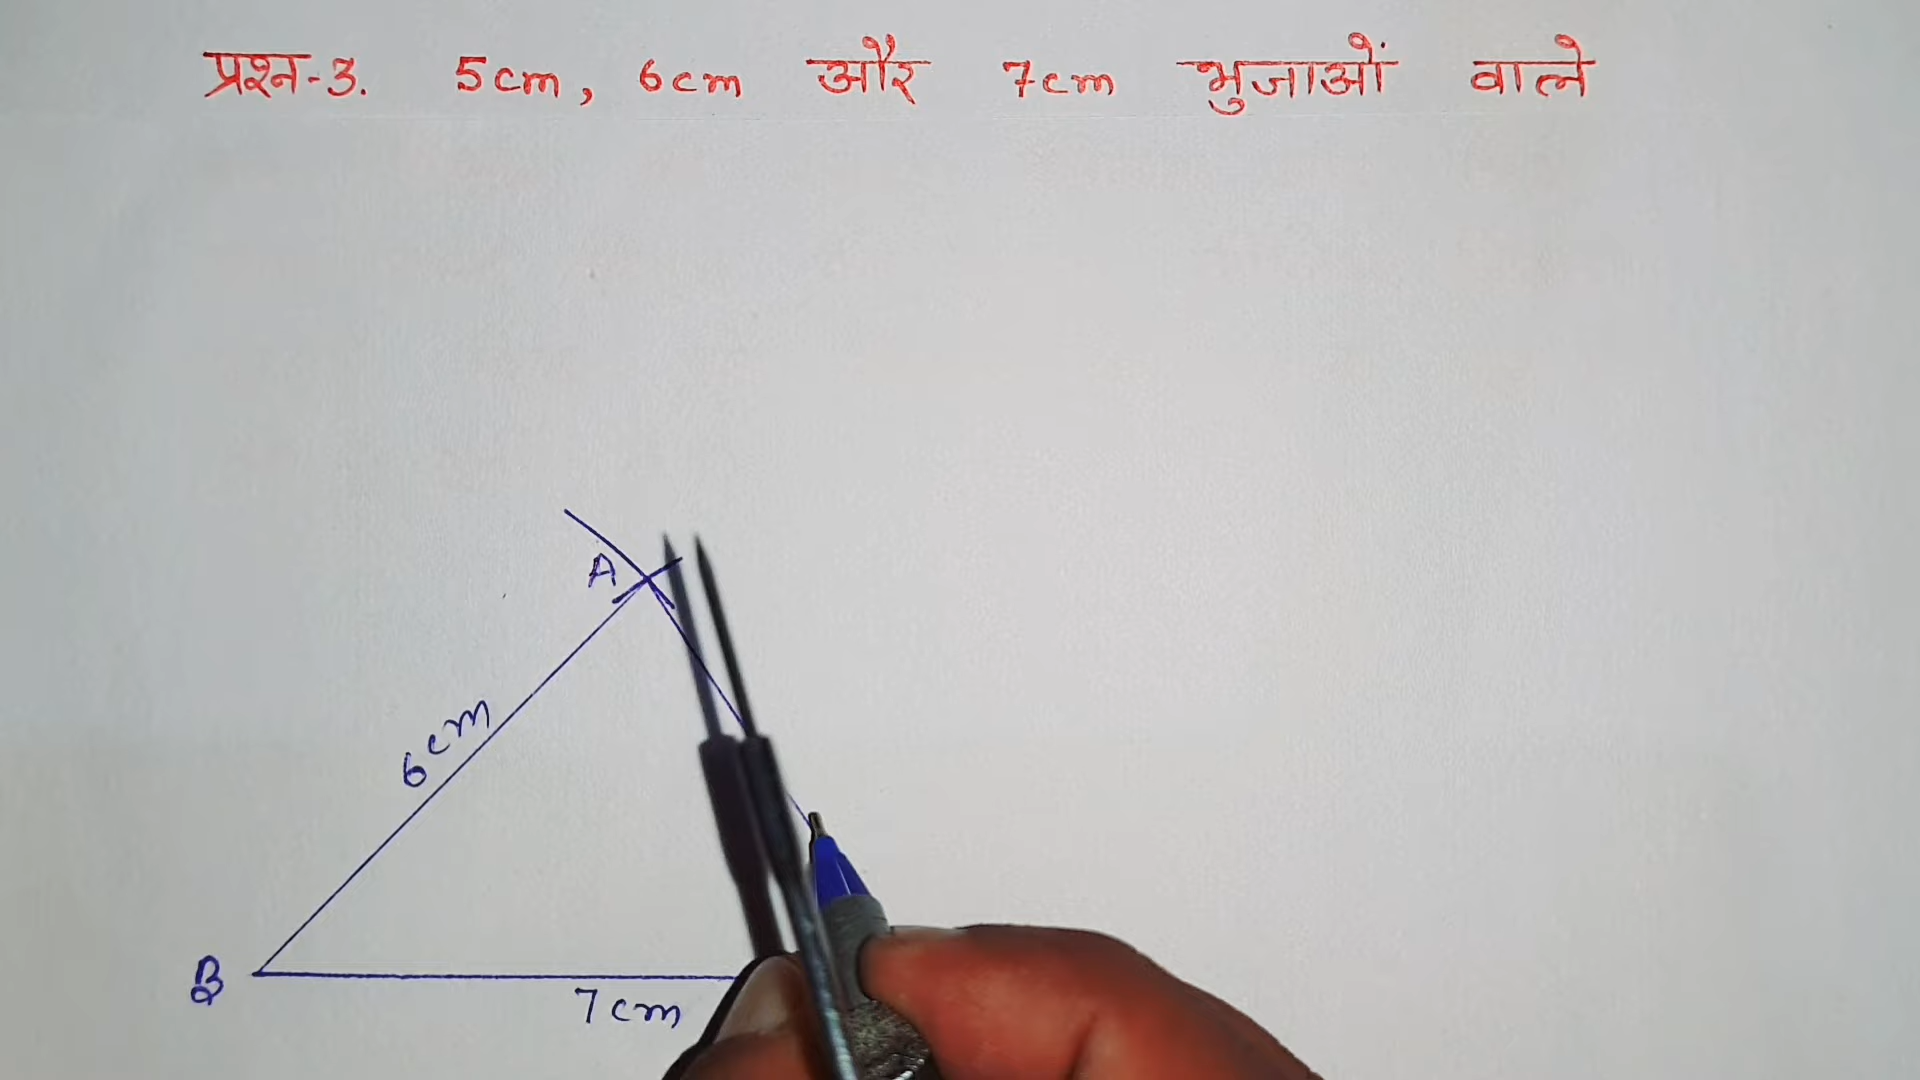 प्रश्न-3. 5cm, 6cm और 7cm भुजाओं वाले
A
6cm
B
7cm